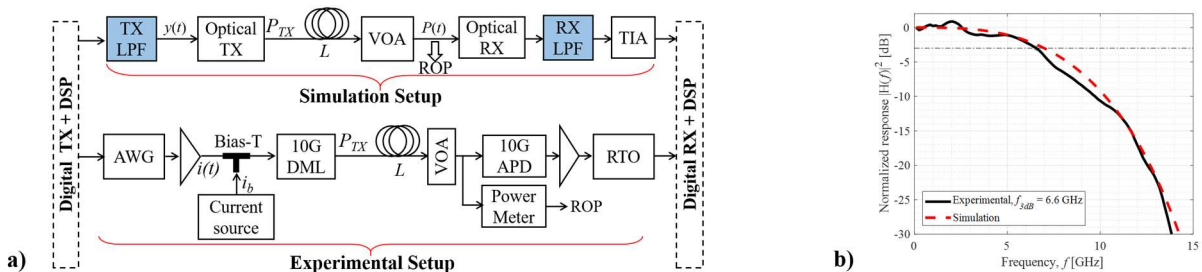 a)
Digital TX + DSP
TX
LPF
y(t)
Optical
TX
P_TX
L
VOA
P(t)
ROP
Optical
RX
RX
LPF
TIA
Simulation Setup
AWG
i(t)
Bias-T
i_b
Current
source
10G
DML
P_TX
L
VOA
10G
APD
Power
Meter
ROP
RTO
Experimental Setup
Digital RX + DSP
b)
Normalized response |H(f)|² [dB]
0
-5
-10
-15
-20
-25
-30
Experimental, f_3dB = 6.6 GHz
Simulation
0 5 10 15
Frequency, f [GHz]